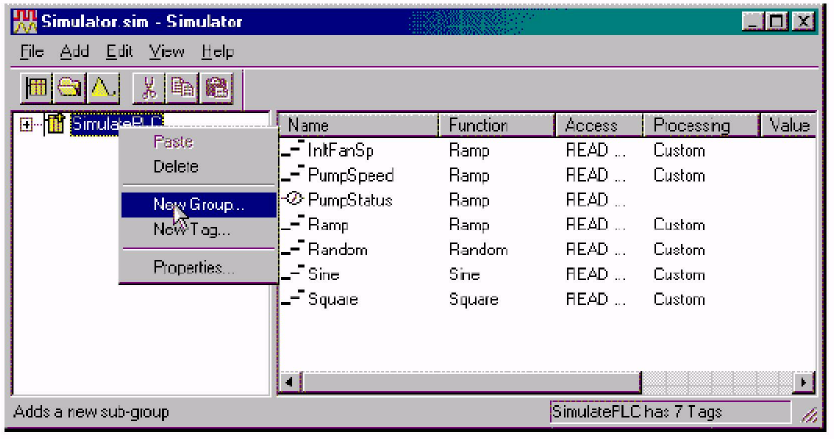 Simulator.sim - Simulator
File Add Edit View Help
SimulatePLC
Paste
Delete
New Group...
New Tag...
Properties...
Name Function Access Processing Value
InltFanSp Ramp READ ... Custom
PumpSpeed Ramp READ ... Custom
PumpStatus Ramp READ ...
Ramp Ramp READ ... Custom
Random Random READ ... Custom
Sine Sine READ ... Custom
Square Square READ ... Custom
Adds a new sub-group
SimulatePLC has 7 Tags